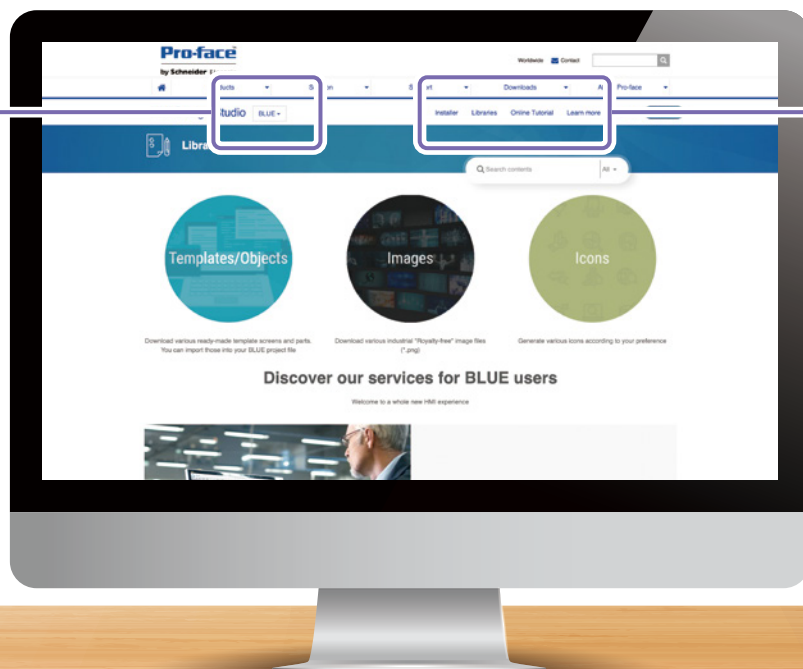 Pro-face
by Schneider
Worldwide Contact
Downloads Pro-face
Studio BLUE
Installer Libraries Online Tutorial Learn more
Search contents All
Templates/Objects
Images
Icons
Download various ready-made template screens and parts.
You can import those into your BLUE project file
Download various industrial "Royalty-free" image files
(*.png)
Generate various icons according to your preference
Discover our services for BLUE users
Welcome to a whole new HMI experience